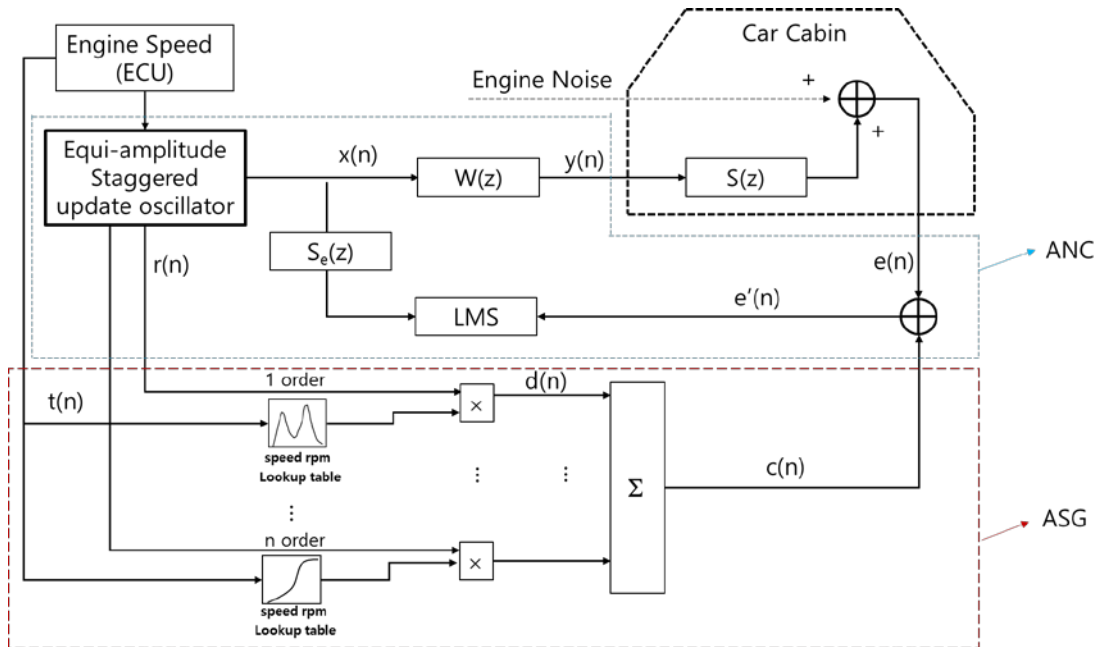 Engine Speed
(ECU)
Car Cabin
Engine Noise
+
+
Equi-amplitude
Staggered
update oscillator
x(n)
W(z)
y(n)
S(z)
r(n)
Se(z)
e(n)
ANC
LMS
e’(n)
t(n)
1 order
×
d(n)
speed rpm
Lookup table
⋮
⋮
⋮
Σ
c(n)
ASG
n order
×
speed rpm
Lookup table